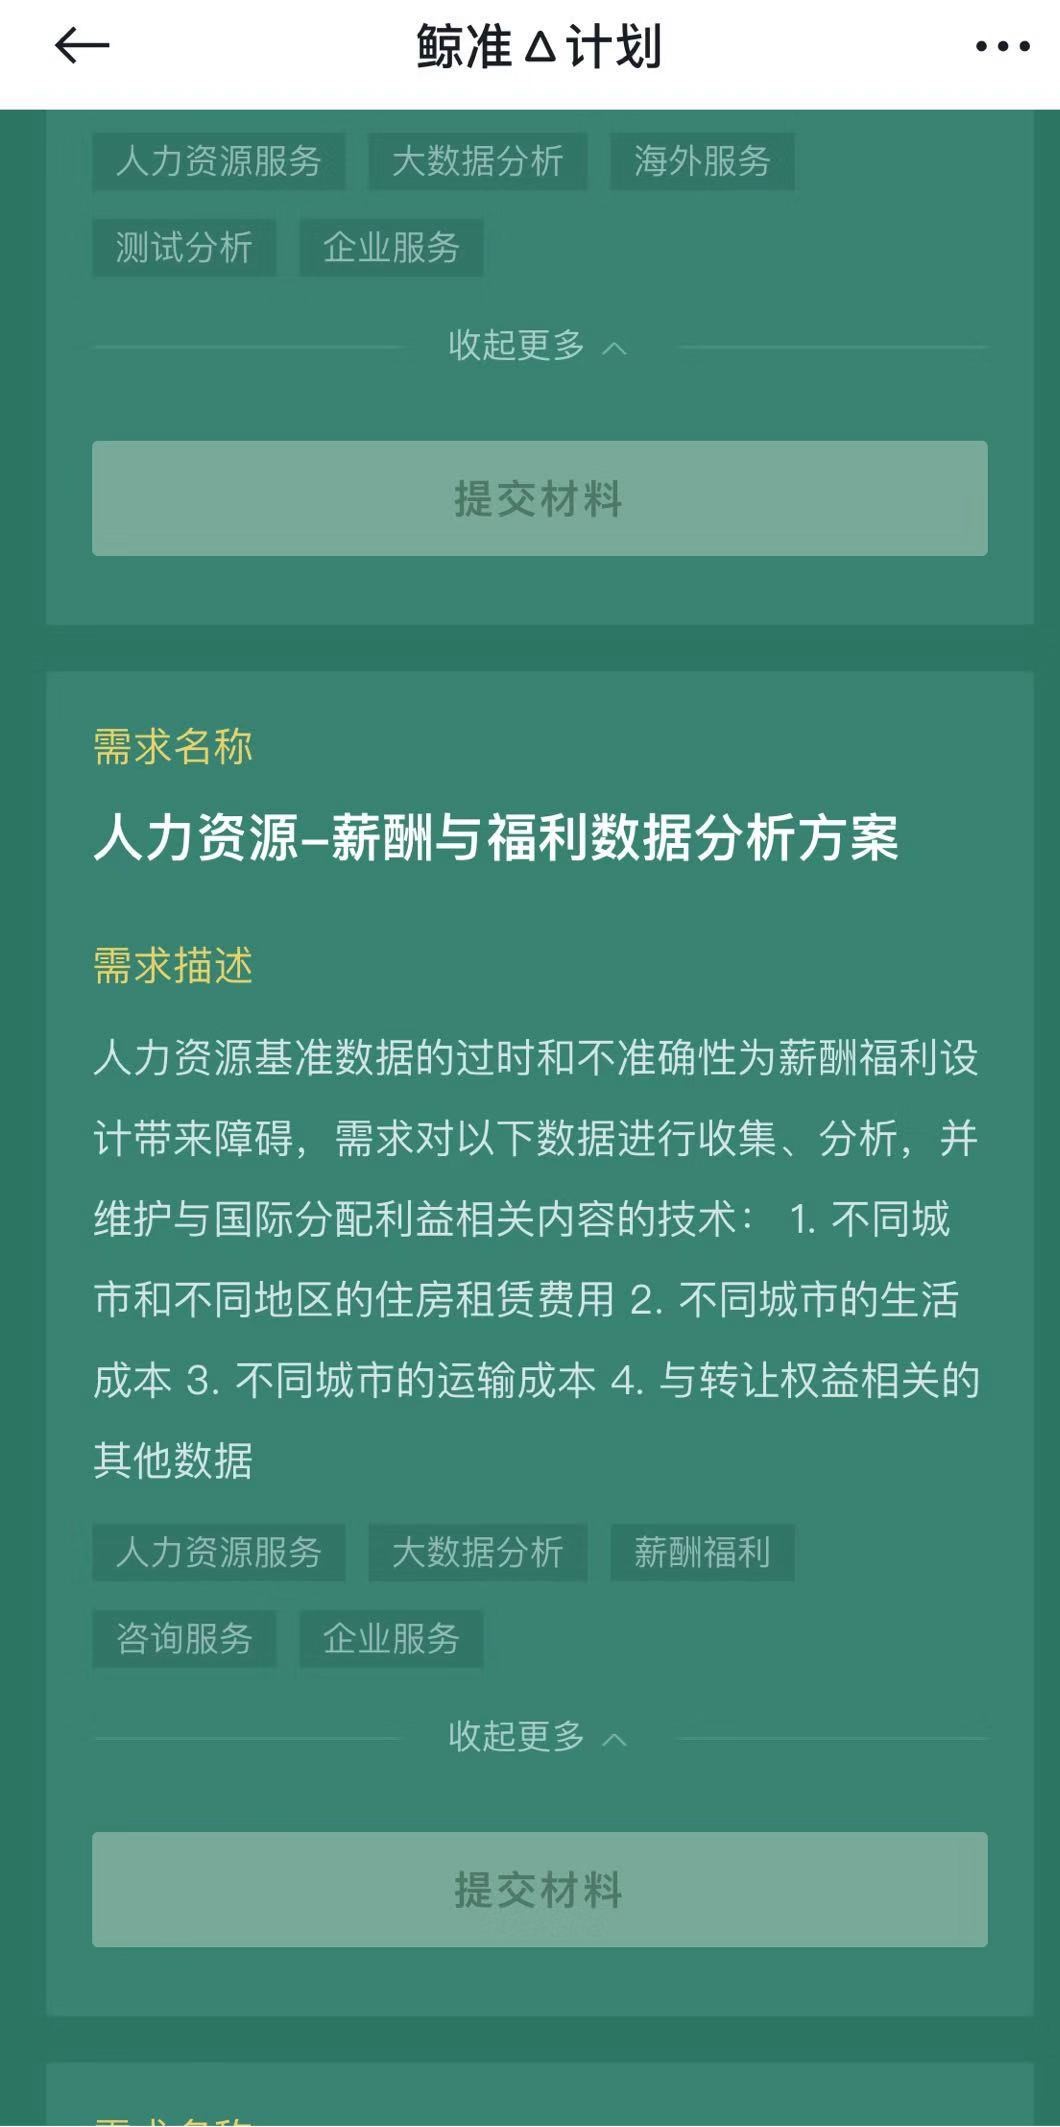 鲸准△计划
人力资源服务 大数据分析 海外服务
测试分析 企业服务
收起更多
提交材料
需求名称
人力资源-薪酬与福利数据分析方案
需求描述
人力资源基准数据的过时和不准确性为薪酬福利设
计带来障碍，需求对以下数据进行收集、分析，并
维护与国际分配利益相关内容的技术： 1. 不同城
市和不同地区的住房租赁费用 2. 不同城市的生活
成本 3. 不同城市的运输成本 4. 与转让权益相关的
其他数据
人力资源服务 大数据分析 薪酬福利
咨询服务 企业服务
收起更多
提交材料